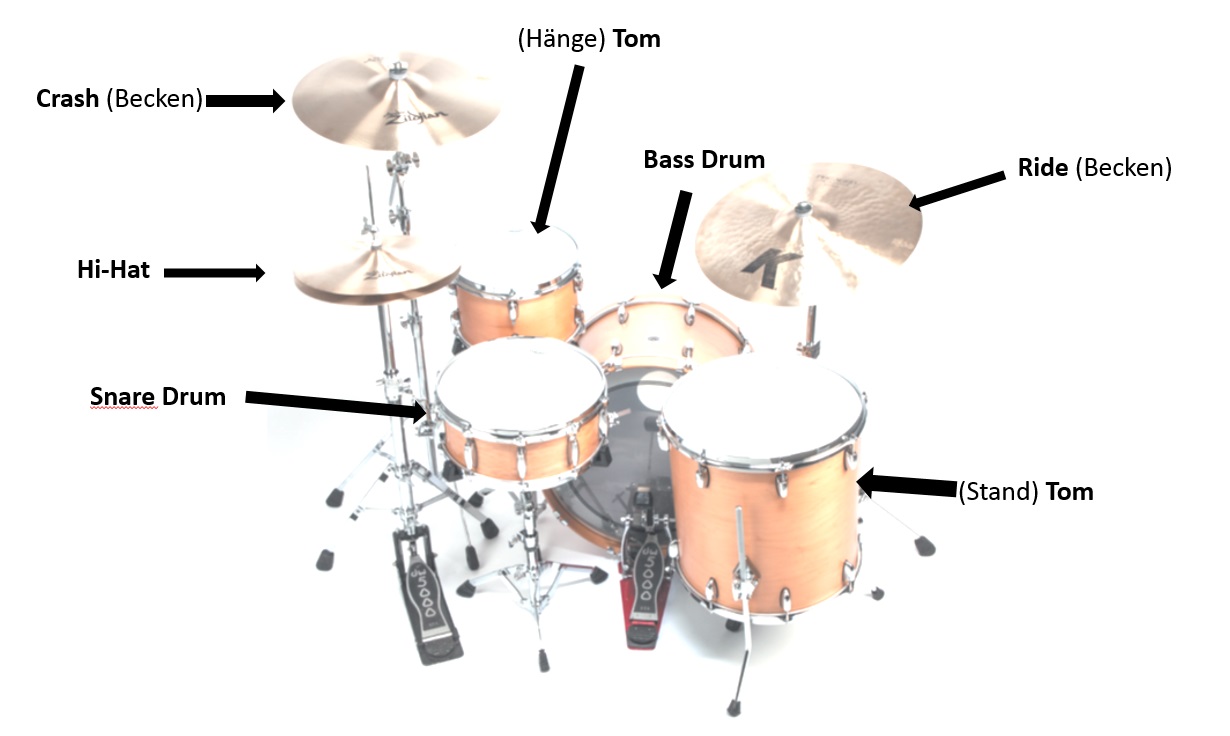 (Hänge) Tom
Crash (Becken)
Zildjian
Bass Drum
Ride (Becken)
Hi-Hat
Zildjian
K
Snare Drum
(Stand) Tom
5000
5000